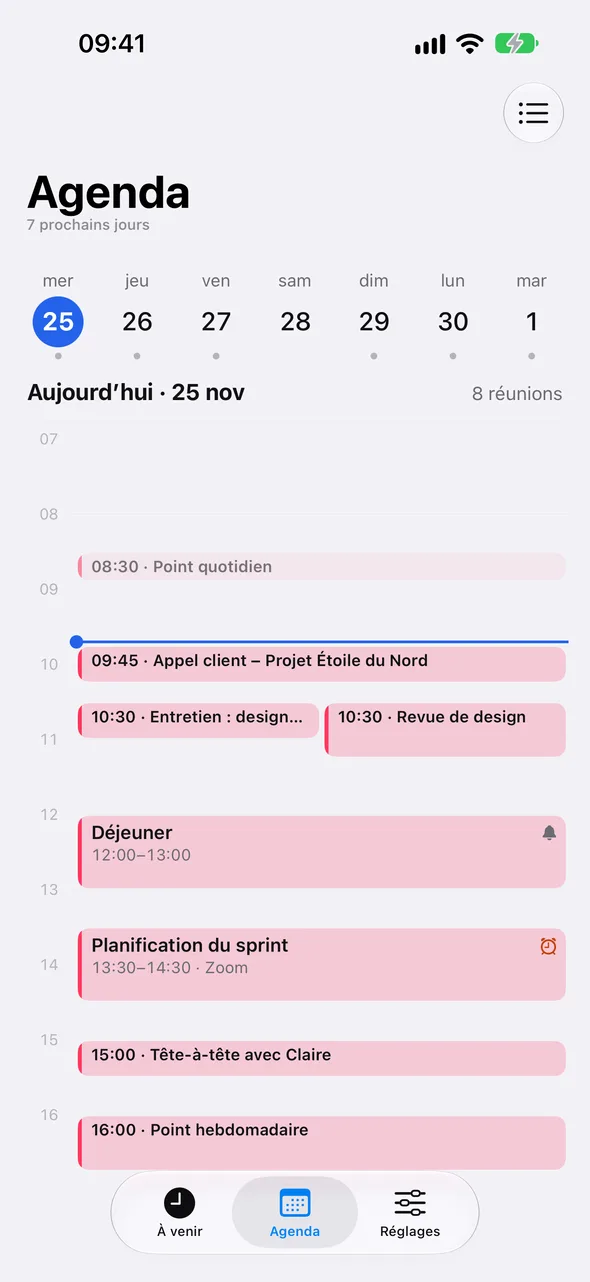 09:41
Agenda
7 prochains jours
mer jeu ven sam dim lun mar
25 26 27 28 29 30 1
Aujourd’hui · 25 nov 8 réunions
07
08
08:30 · Point quotidien
09
09:45 · Appel client – Projet Étoile du Nord
10
10:30 · Entretien : design... 10:30 · Revue de design
11
12
Déjeuner
12:00–13:00
13
Planification du sprint
14
13:30–14:30 · Zoom
15
15:00 · Tête-à-tête avec Claire
16
16:00 · Point hebdomadaire
À venir Agenda Réglages